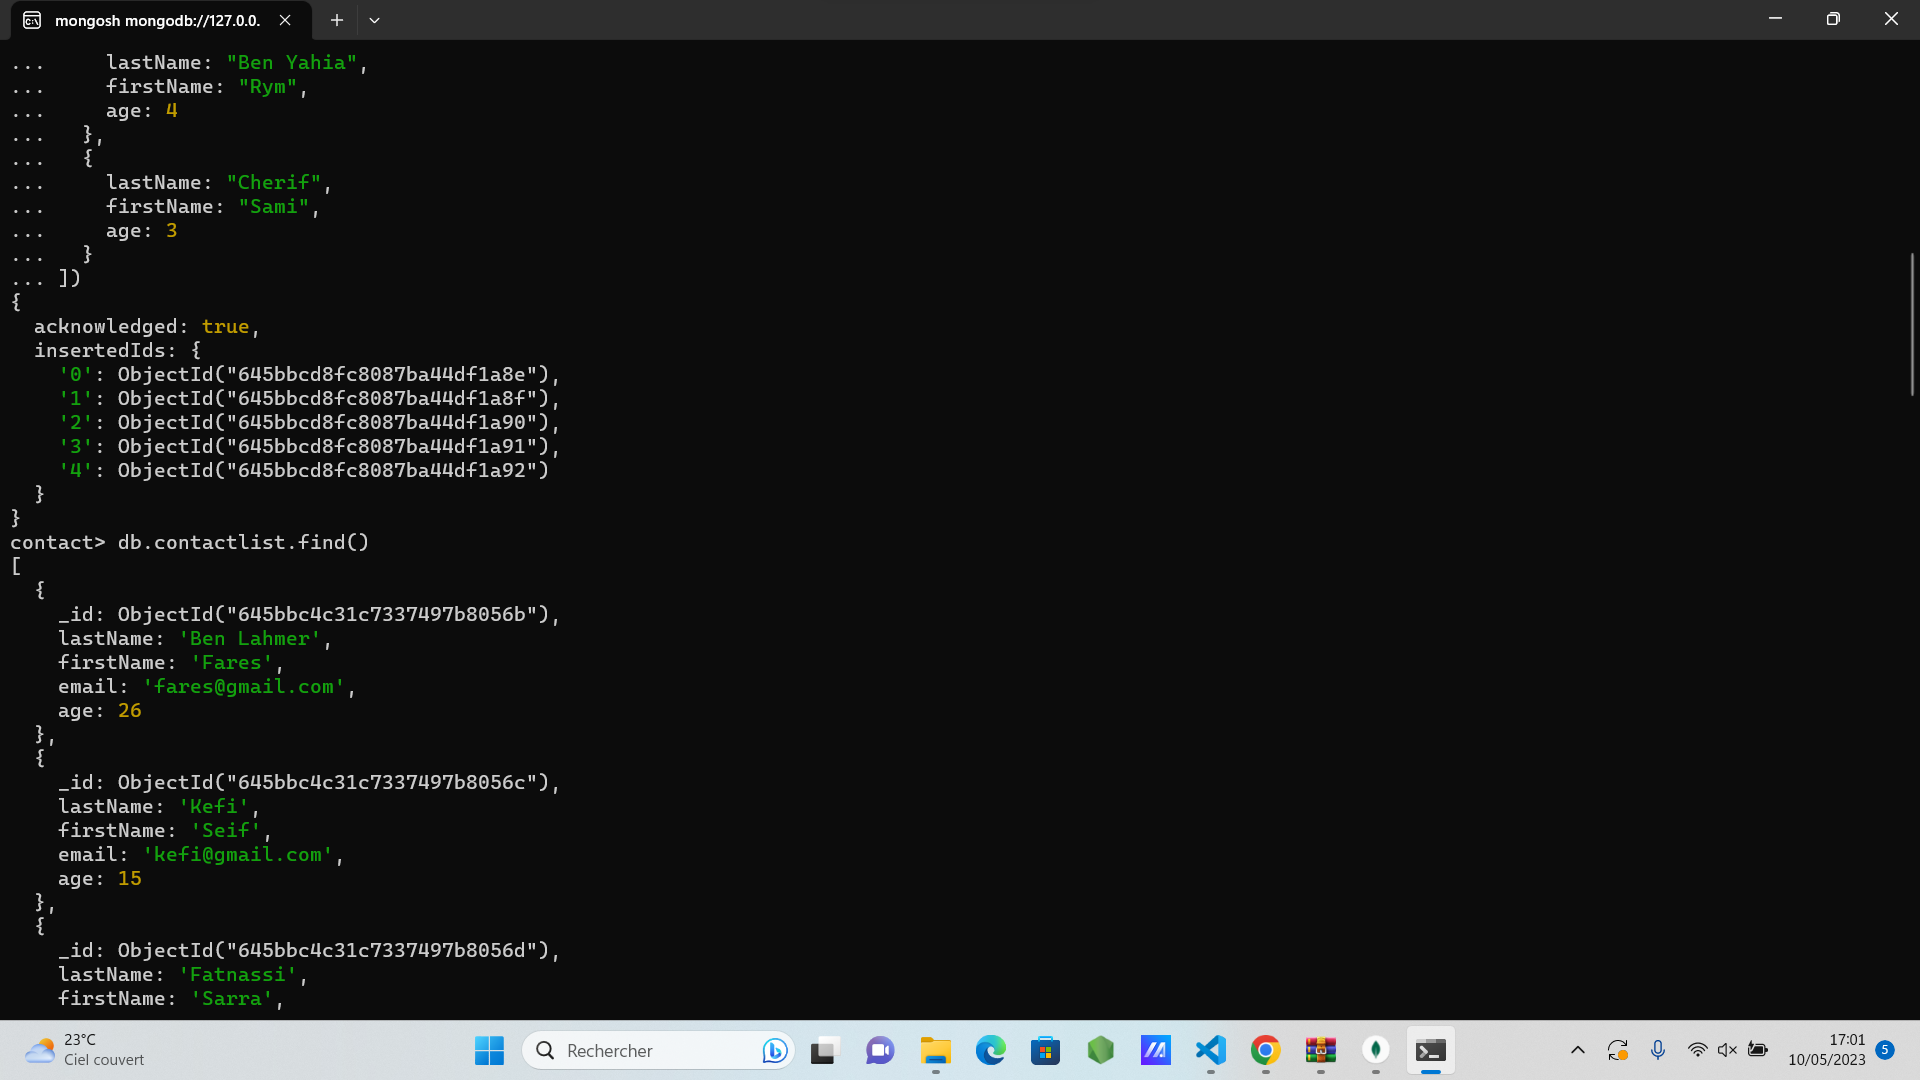 mongosh mongodb://127.0.0.
...     lastName: "Ben Yahia",
...     firstName: "Rym",
...     age: 4
...   },
...   {
...     lastName: "Cherif",
...     firstName: "Sami",
...     age: 3
...   }
... ])
{
  acknowledged: true,
  insertedIds: {
    '0': ObjectId("645bbcd8fc8087ba44df1a8e"),
    '1': ObjectId("645bbcd8fc8087ba44df1a8f"),
    '2': ObjectId("645bbcd8fc8087ba44df1a90"),
    '3': ObjectId("645bbcd8fc8087ba44df1a91"),
    '4': ObjectId("645bbcd8fc8087ba44df1a92")
  }
}
contact> db.contactlist.find()
[
  {
    _id: ObjectId("645bbc4c31c7337497b8056b"),
    lastName: 'Ben Lahmer',
    firstName: 'Fares',
    email: 'fares@gmail.com',
    age: 26
  },
  {
    _id: ObjectId("645bbc4c31c7337497b8056c"),
    lastName: 'Kefi',
    firstName: 'Seif',
    email: 'kefi@gmail.com',
    age: 15
  },
  {
    _id: ObjectId("645bbc4c31c7337497b8056d"),
    lastName: 'Fatnassi',
    firstName: 'Sarra',
23°C
Ciel couvert
Rechercher
17:01
10/05/2023
5